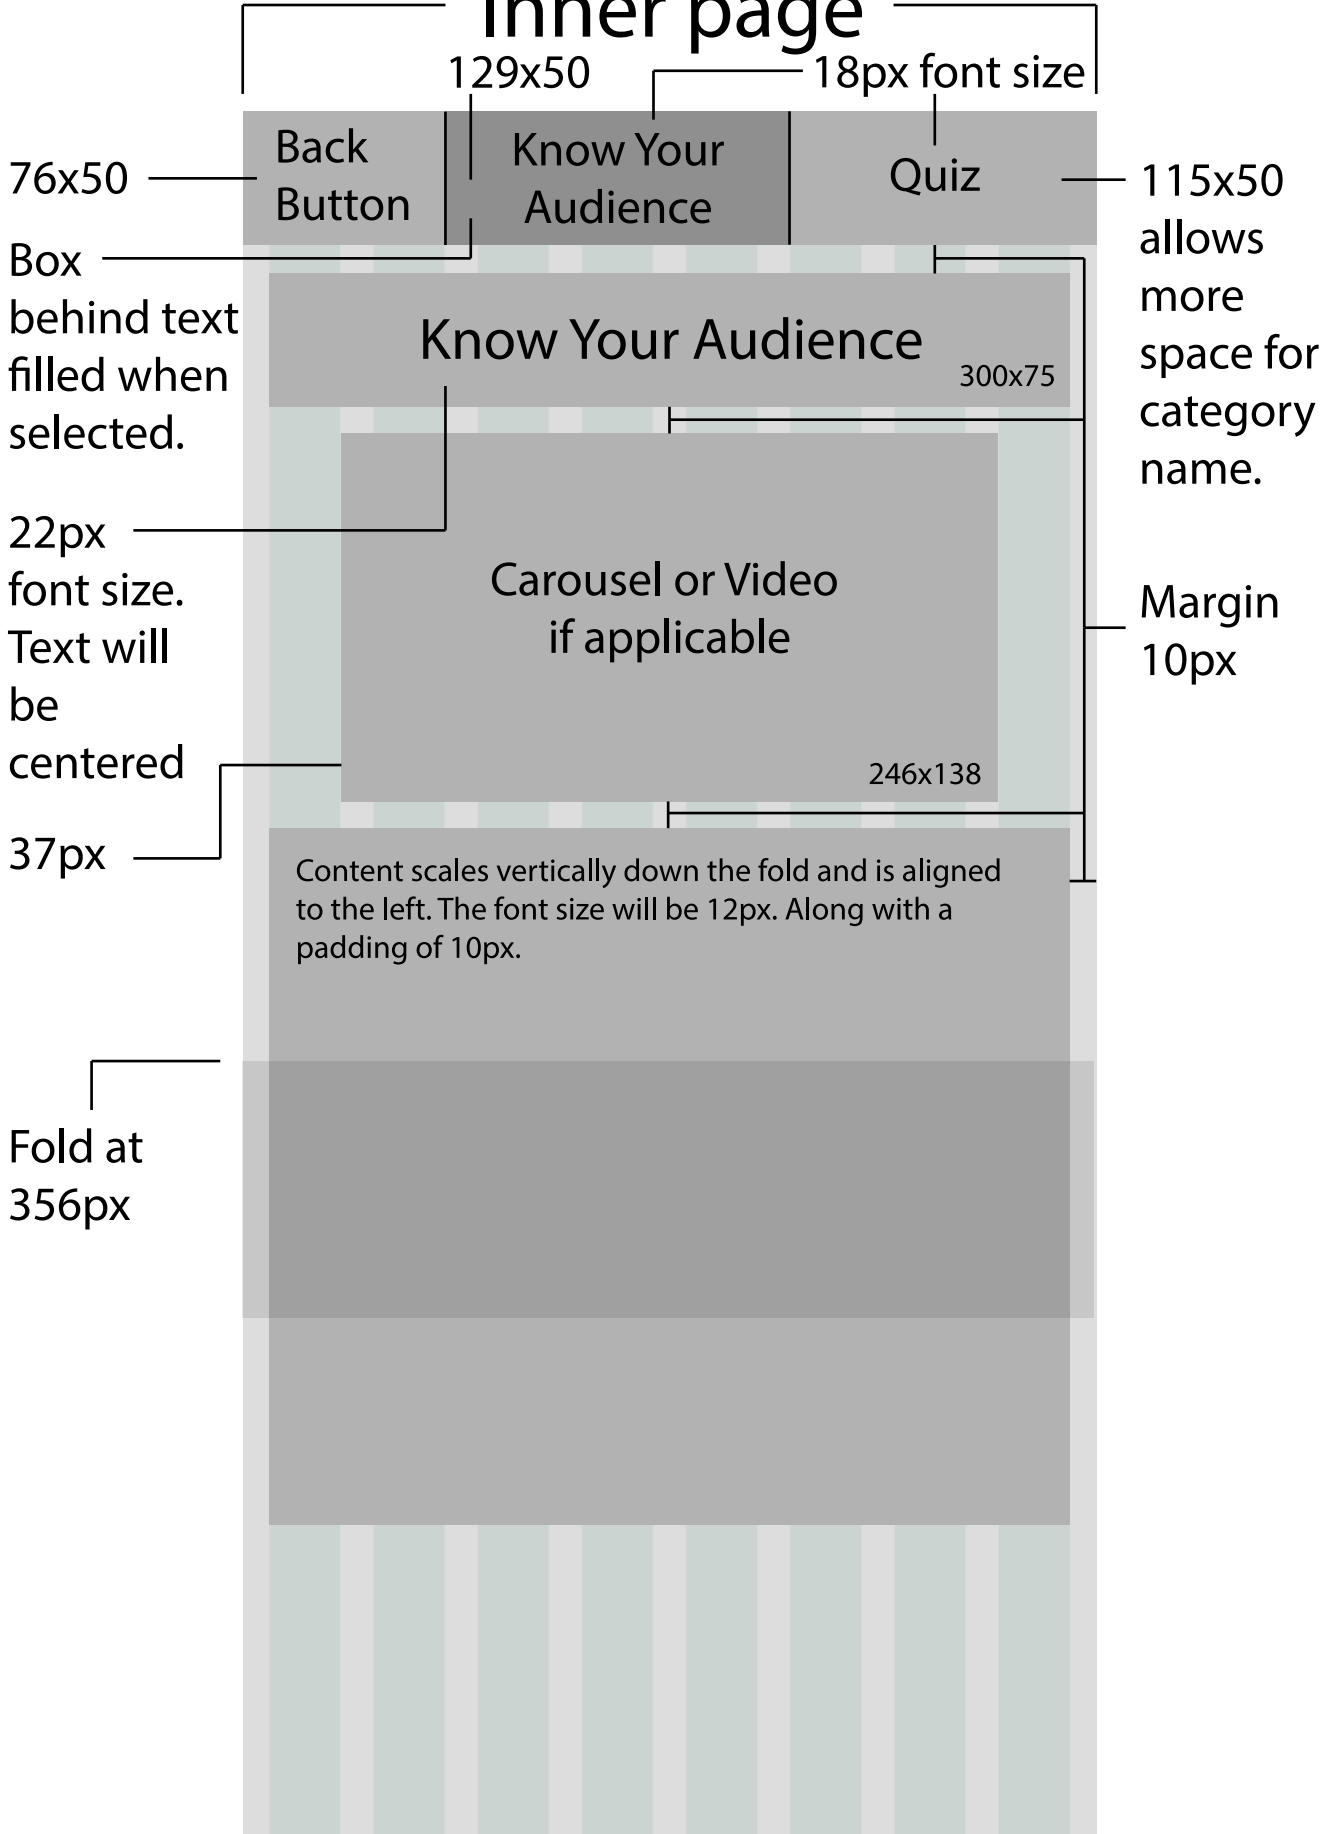 Inner page
129x50
18px font size
Back
Button
Know Your
Audience
Quiz
76x50
115x50
allows
more
space for
category
name.
Box
behind text
filled when
selected.
Know Your Audience
300x75
22px
font size.
Text will
be
centered
Carousel or Video
if applicable
246x138
Margin
10px
37px
Content scales vertically down the fold and is aligned
to the left. The font size will be 12px. Along with a
padding of 10px.
Fold at
356px